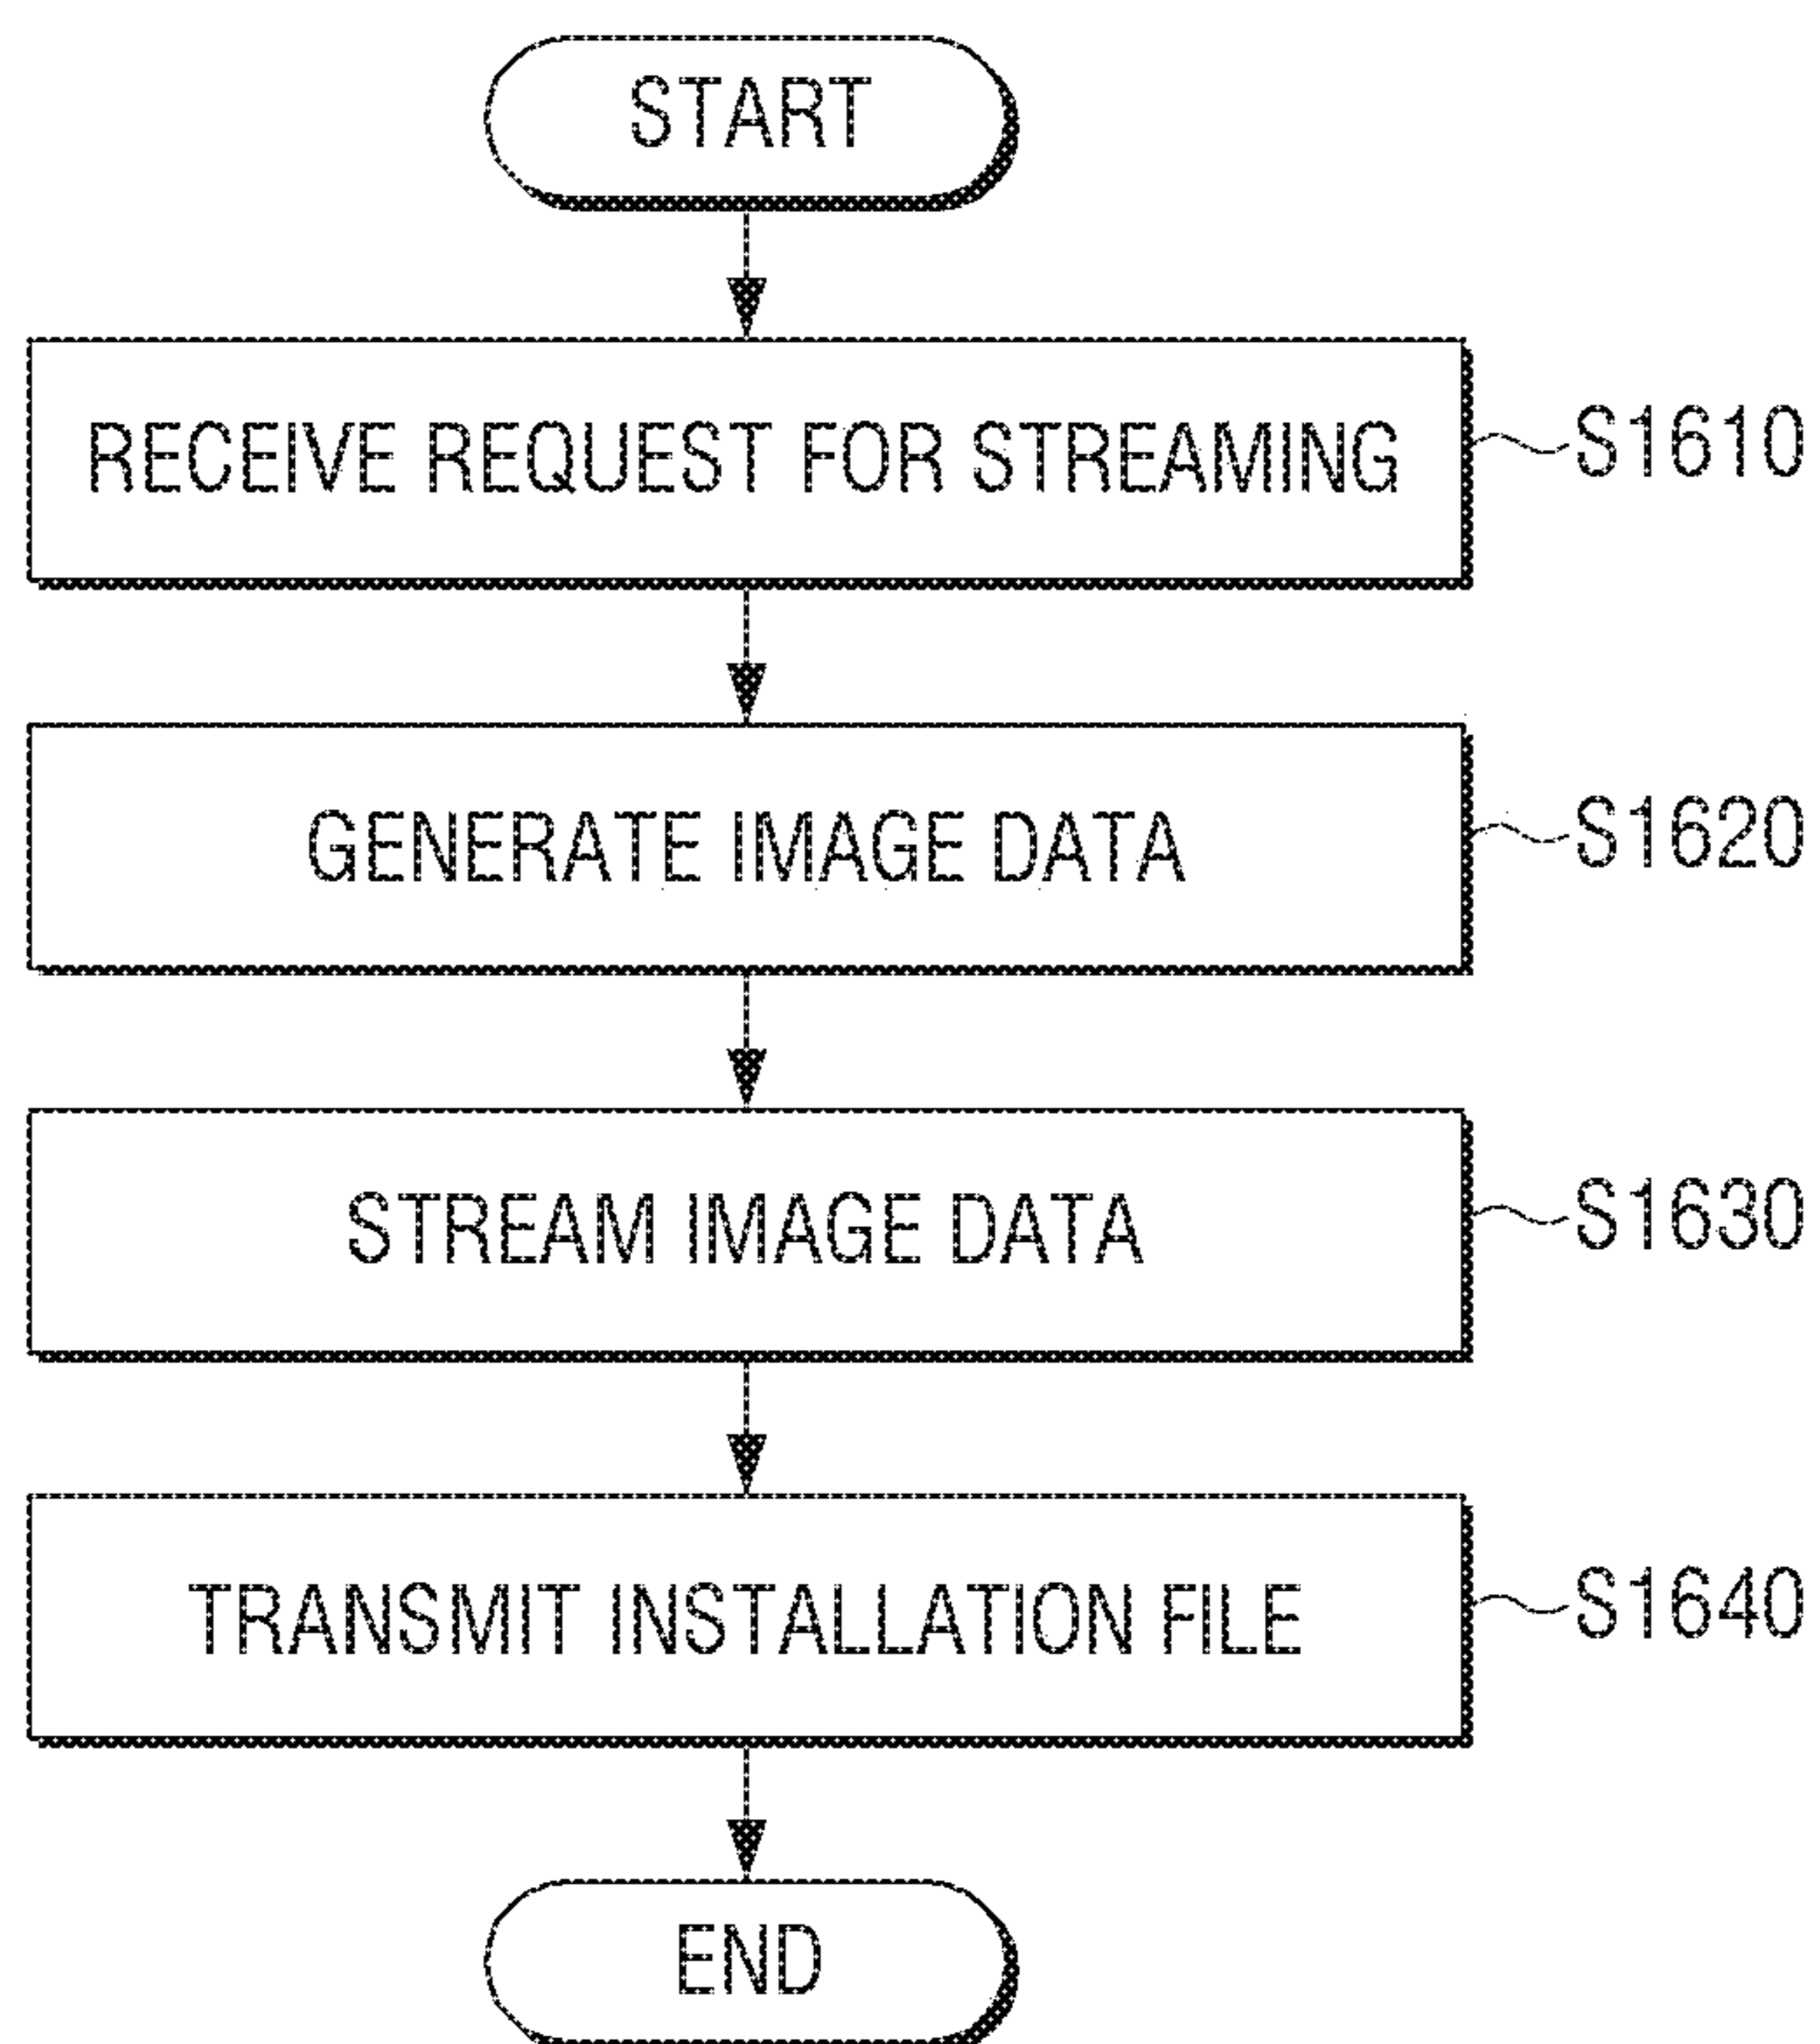 START
RECEIVE REQUEST FOR STREAMING
S1610
GENERATE IMAGE DATA
S1620
STREAM IMAGE DATA
S1630
TRANSMIT INSTALLATION FILE
S1640
END